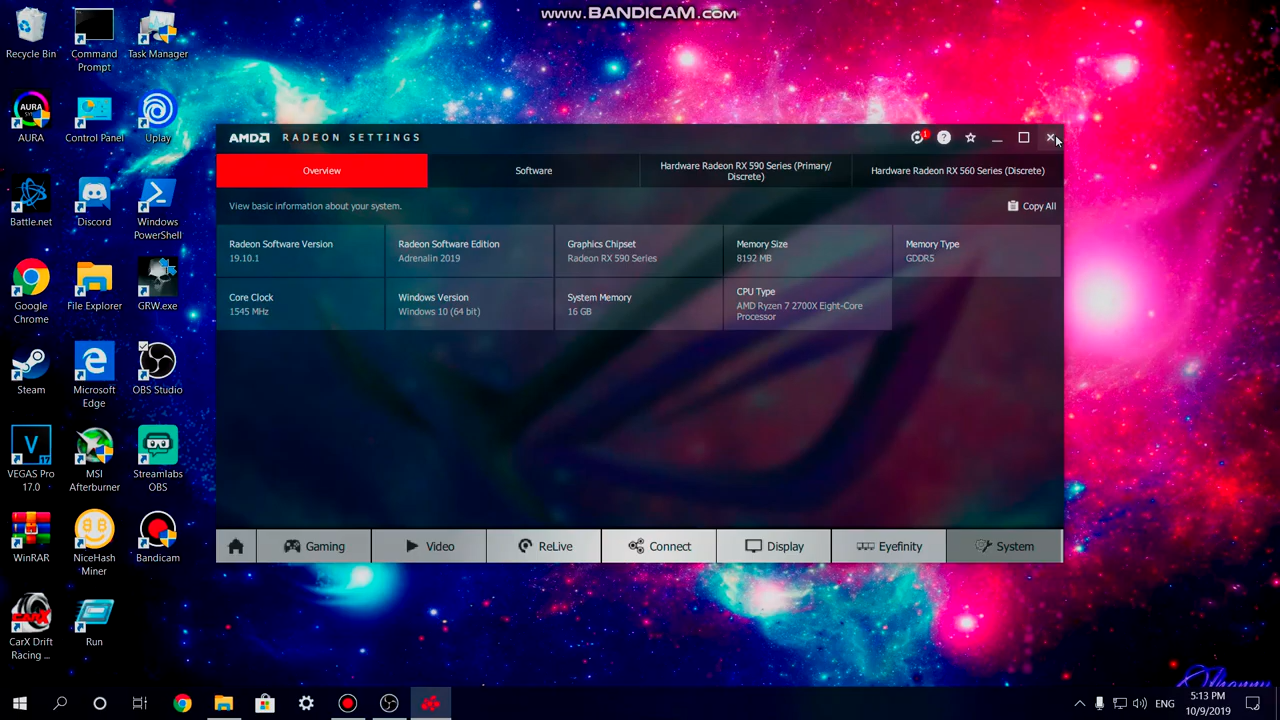 www.BANDICAM.com
Recycle Bin
Command
Prompt
Task Manager
AURA
AURA
Control Panel
Uplay
Battle.net
Discord
Windows
PowerShell
Google
Chrome
File Explorer
GRW.exe
Steam
Microsoft
Edge
OBS Studio
VEGAS Pro
17.0
MSI
Afterburner
Streamlabs
OBS
WinRAR
NiceHash
Miner
Bandicam
CarX Drift
Racing ...
Run
AMD RADEON SETTINGS
1
Overview
Software
Hardware Radeon RX 590 Series (Primary/
Discrete)
Hardware Radeon RX 560 Series (Discrete)
View basic information about your system.
Copy All
Radeon Software Version
19.10.1
Radeon Software Edition
Adrenalin 2019
Graphics Chipset
Radeon RX 590 Series
Memory Size
8192 MB
Memory Type
GDDR5
Core Clock
1545 MHz
Windows Version
Windows 10 (64 bit)
System Memory
16 GB
CPU Type
AMD Ryzen 7 2700X Eight-Core
Processor
Gaming
Video
ReLive
Connect
Display
Eyefinity
System
ENG
5:13 PM
10/9/2019